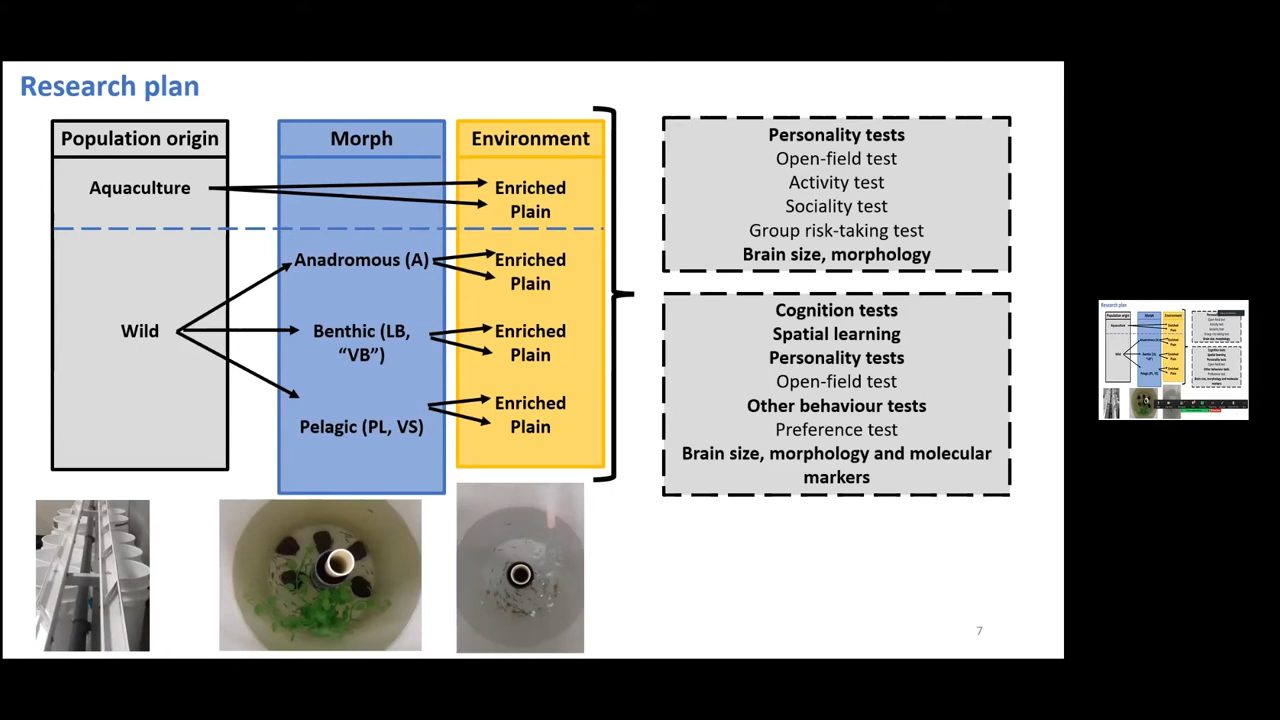 Research plan
Population origin
Morph
Environment
Aquaculture
Enriched
Plain
Anadromous (A)
Enriched
Plain
Wild
Benthic (LB,
“VB”)
Enriched
Plain
Pelagic (PL, VS)
Enriched
Plain
Personality tests
Open-field test
Activity test
Sociality test
Group risk-taking test
Brain size, morphology
Cognition tests
Spatial learning
Personality tests
Open-field test
Other behaviour tests
Preference test
Brain size, morphology and molecular
markers
7
Research plan